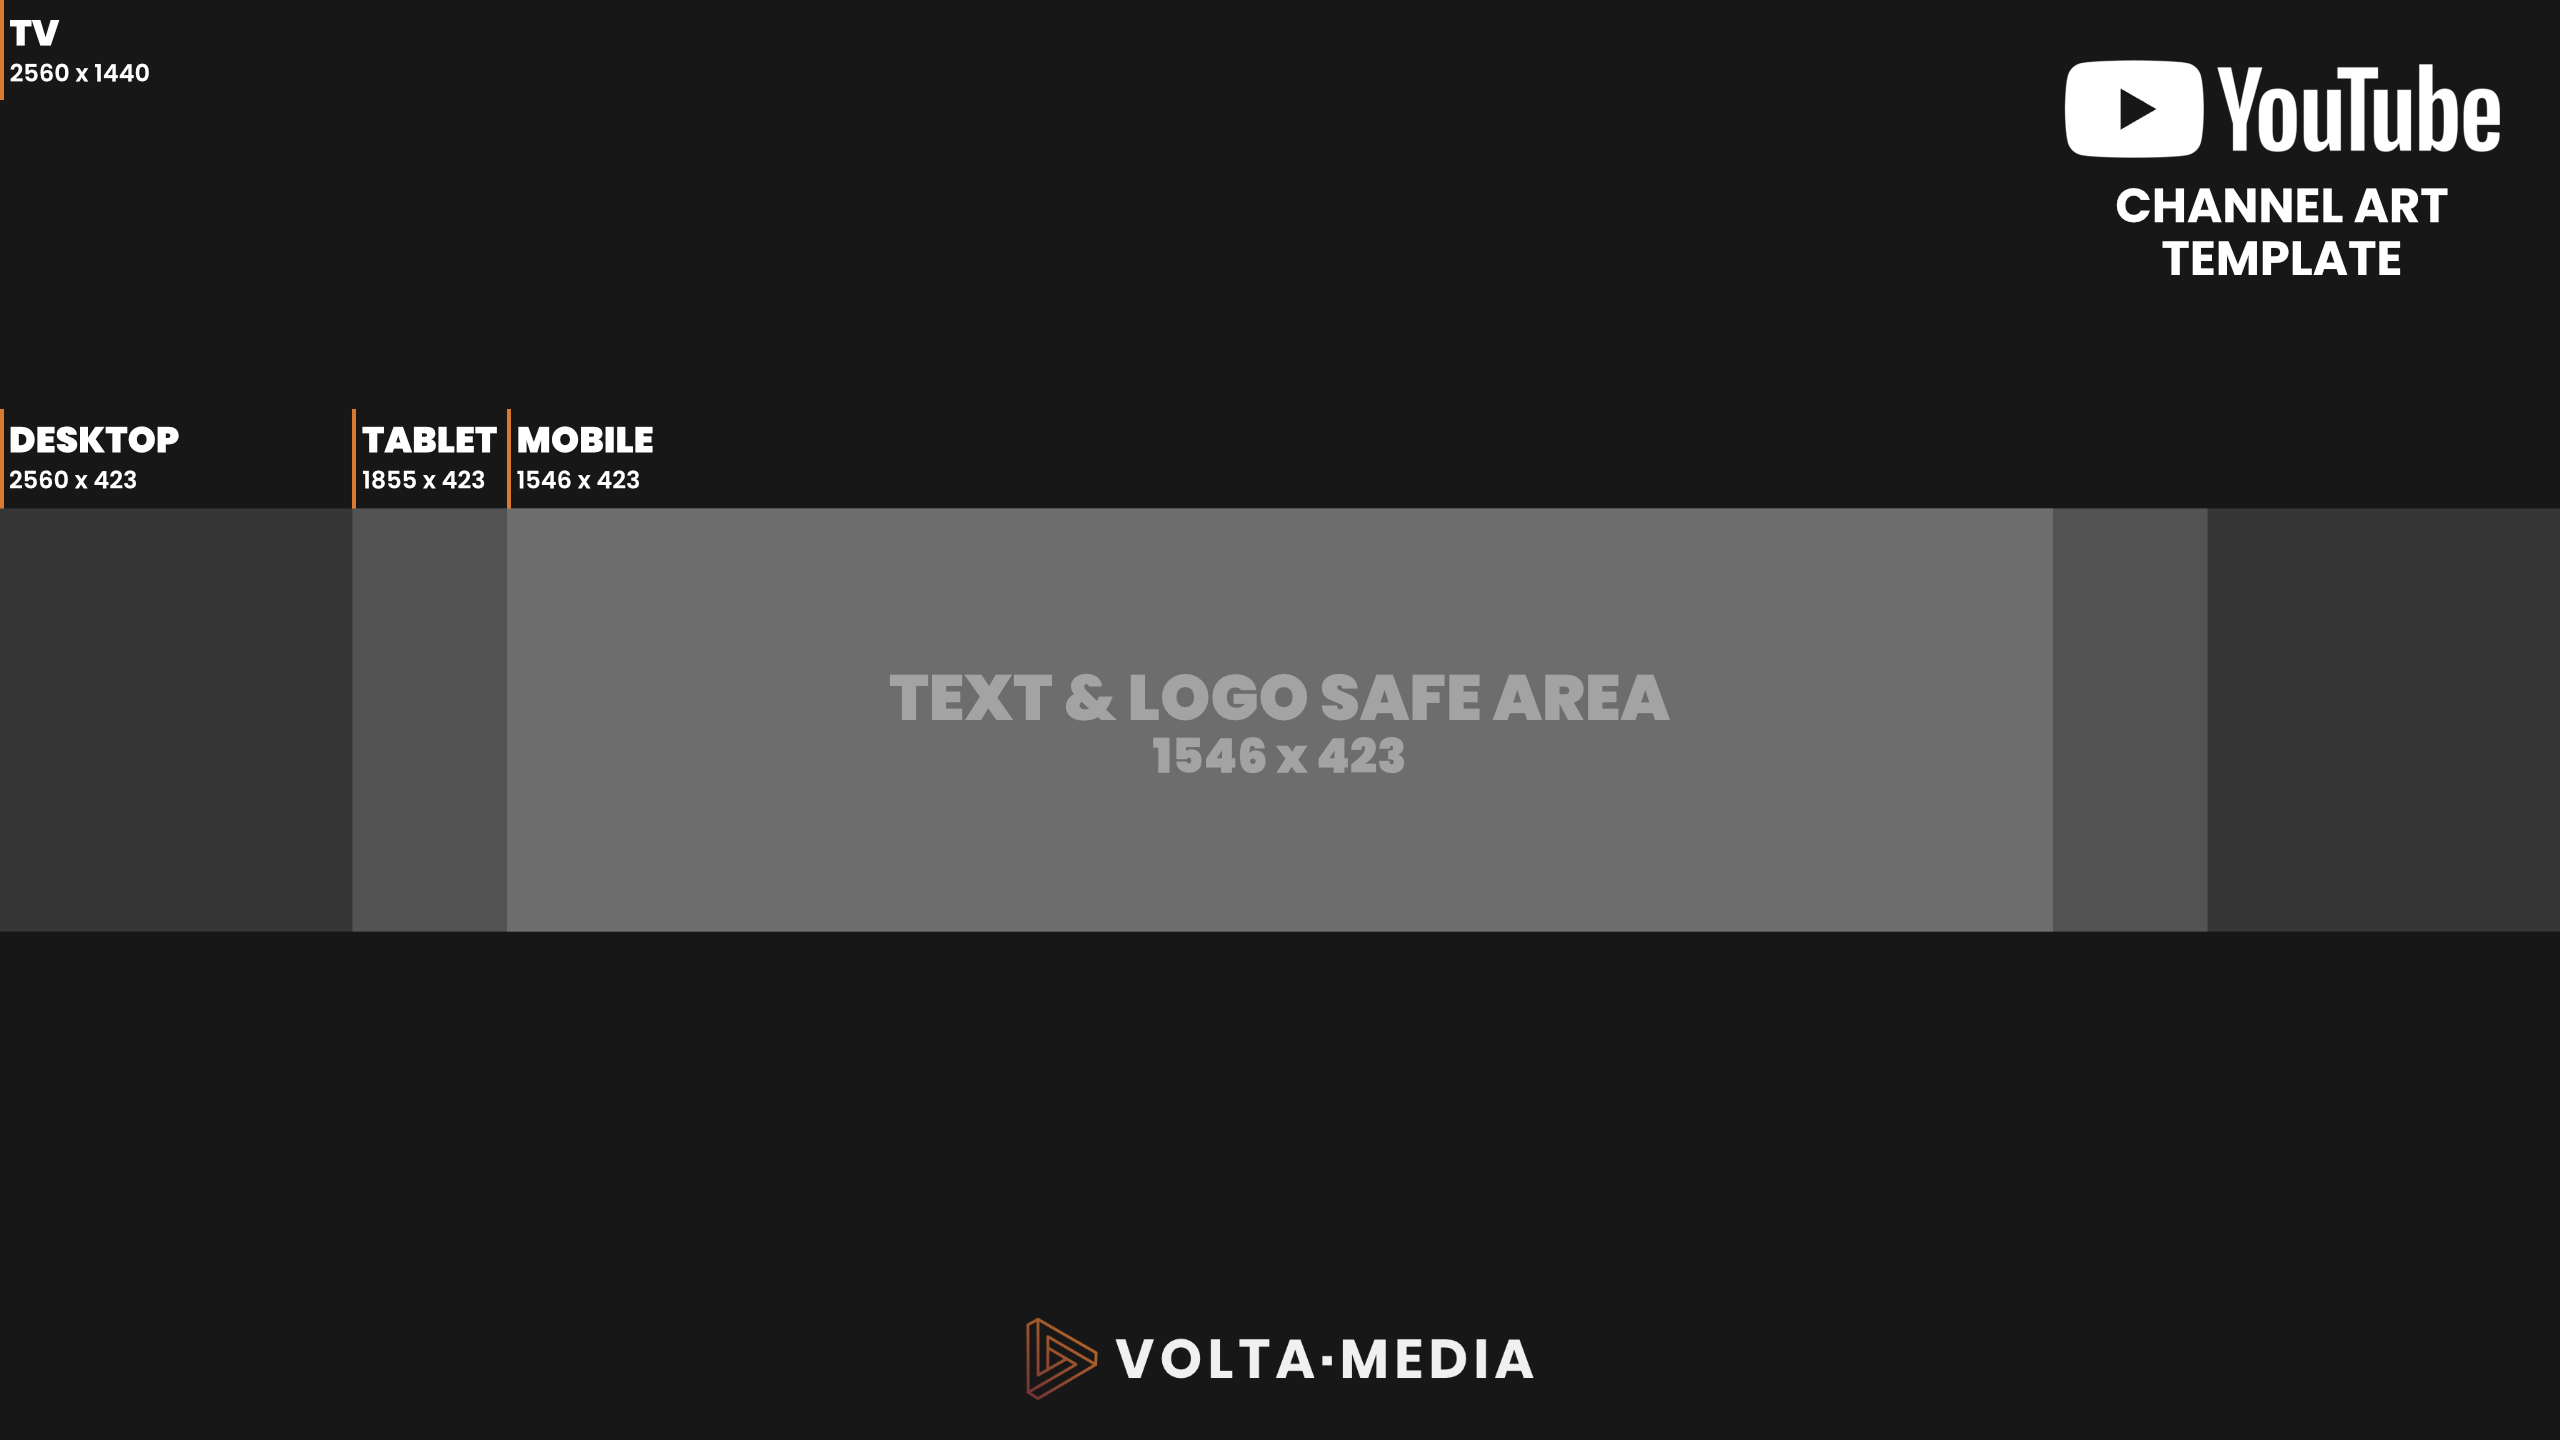 TV
2560 x 1440
YouTube
CHANNEL ART
TEMPLATE
DESKTOP
2560 x 423
TABLET
1855 x 423
MOBILE
1546 x 423
TEXT & LOGO SAFE AREA
1546 x 423
VOLTA·MEDIA